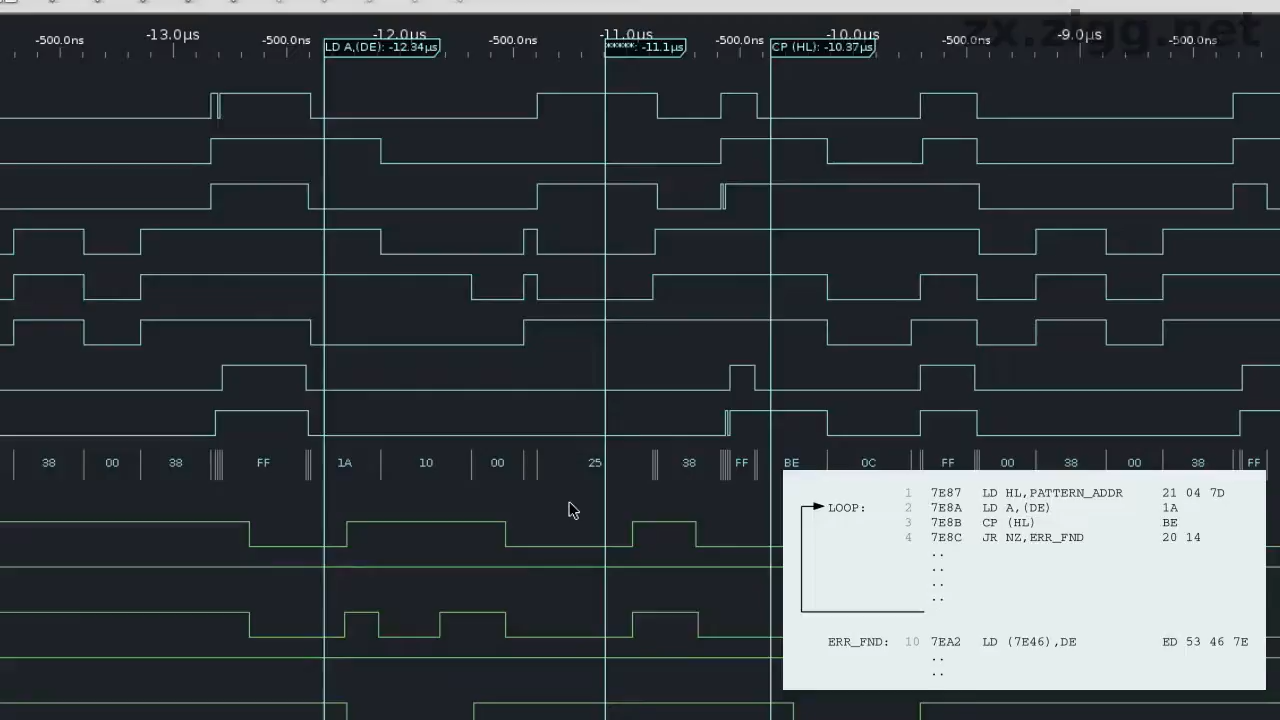 zx.zigg.net
-500.0ns -13.0µs -500.0ns -12.0µs -500.0ns -11.0µs -500.0ns -10.0µs -500.0ns -9.0µs -500.0ns
LD A,(DE): -12.34µs *****: -11.1µs CP (HL): -10.37µs
38 00 38 FF 1A 10 00 25 38 FF BE 0C FF 00 38 00 38 FF
1 7E87 LD HL,PATTERN_ADDR 21 04 7D
LOOP: 2 7E8A LD A,(DE) 1A
3 7E8B CP (HL) BE
4 7E8C JR NZ,ERR_FND 20 14
..
..
..
..
ERR_FND: 10 7EA2 LD (7E46),DE ED 53 46 7E
..
..